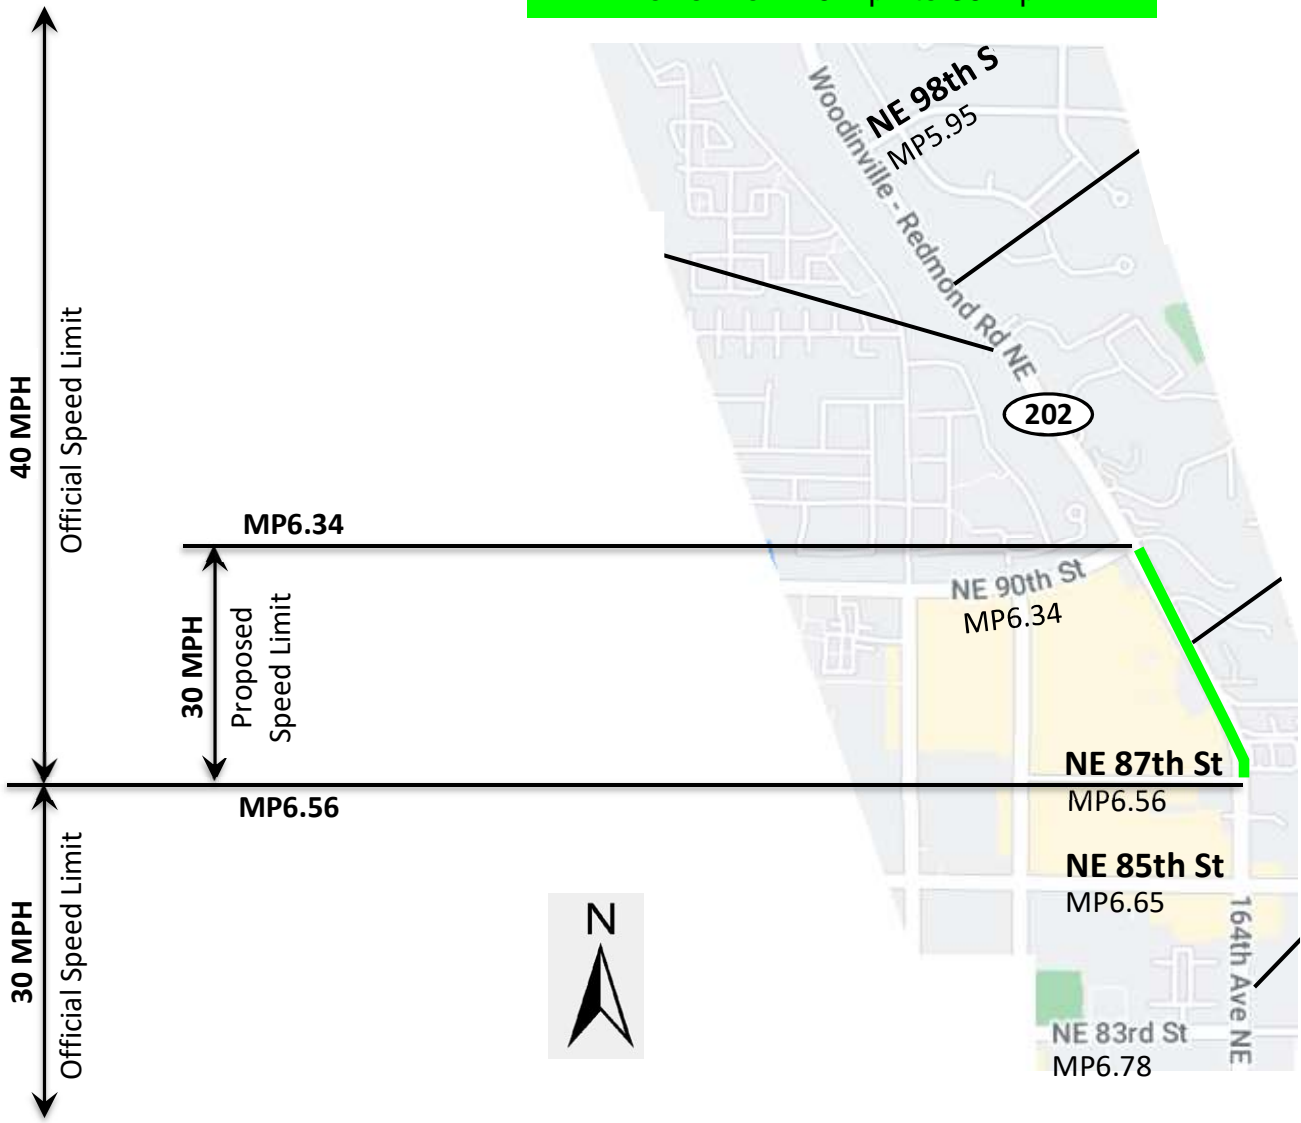 NE 98th S
MP5.95
Woodinville - Redmond Rd NE
40 MPH
Official Speed Limit
202
MP6.34
NE 90th St
MP6.34
30 MPH
Proposed
Speed Limit
NE 87th St
MP6.56
MP6.56
NE 85th St
MP6.65
30 MPH
Official Speed Limit
N
164th Ave NE
NE 83rd St
MP6.78